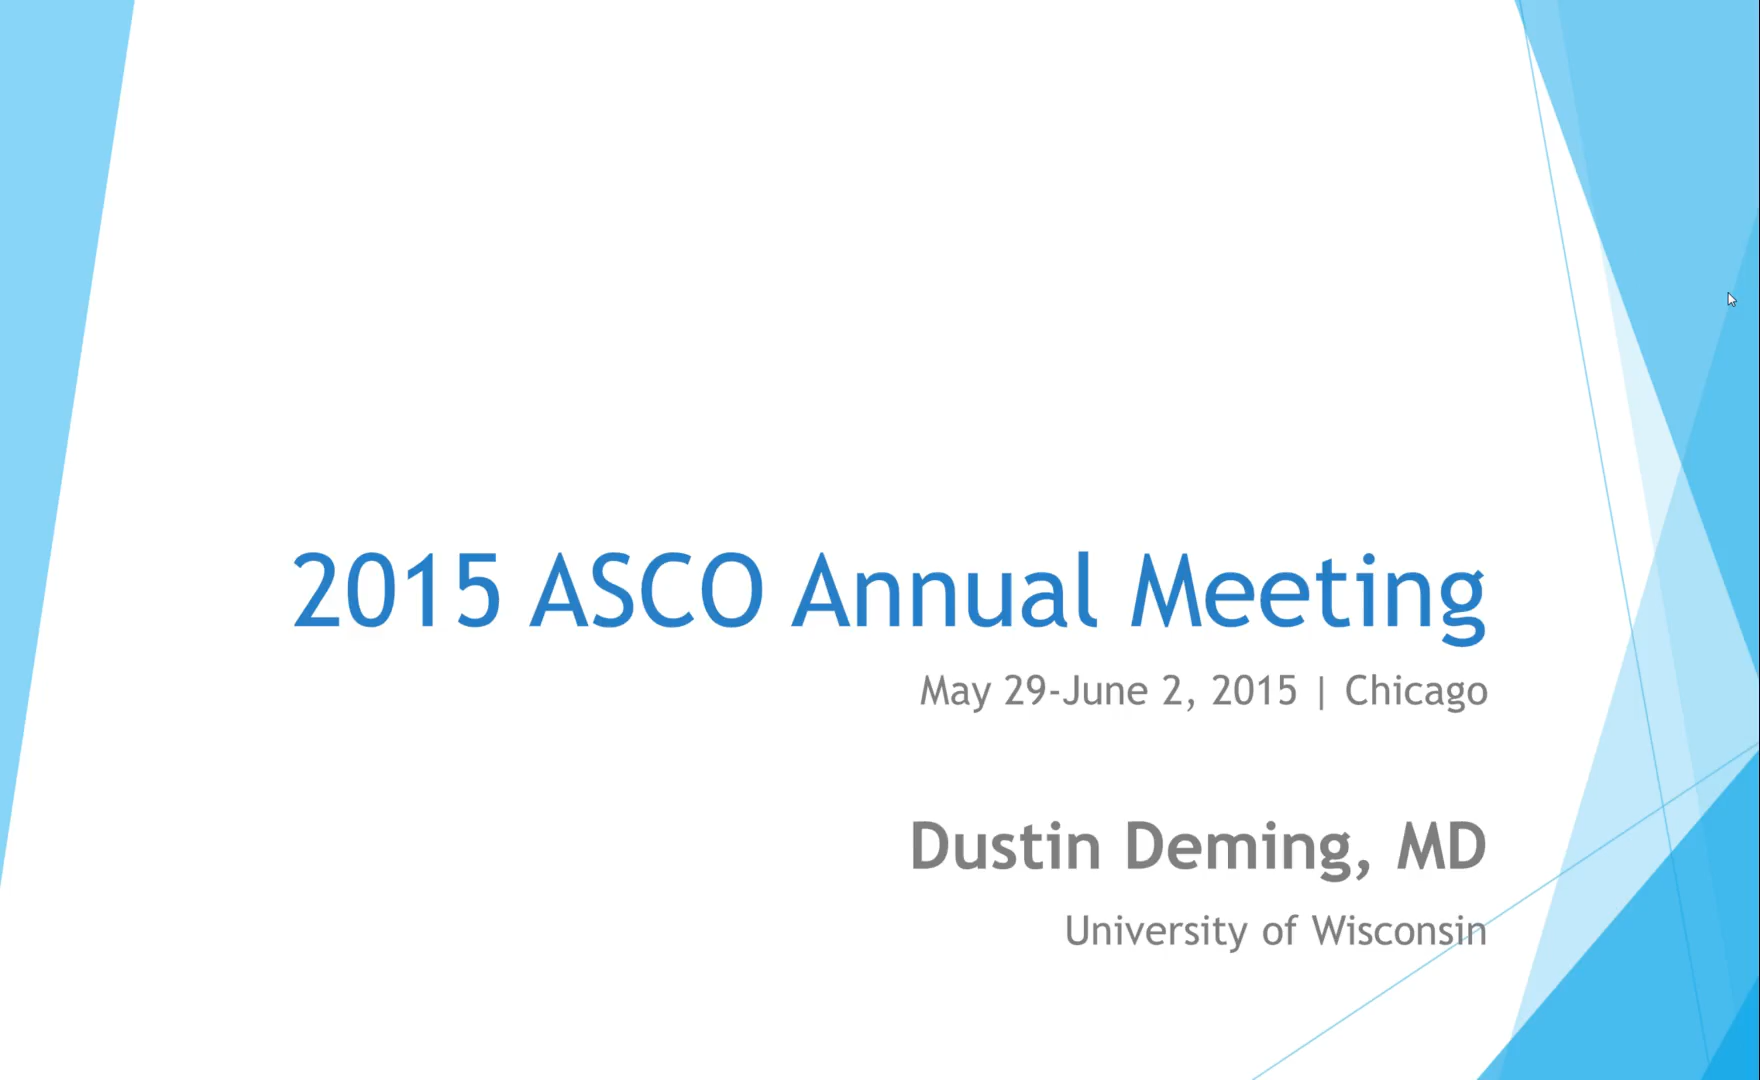 2015 ASCO Annual Meeting
May 29-June 2, 2015 | Chicago
Dustin Deming, MD
University of Wisconsin